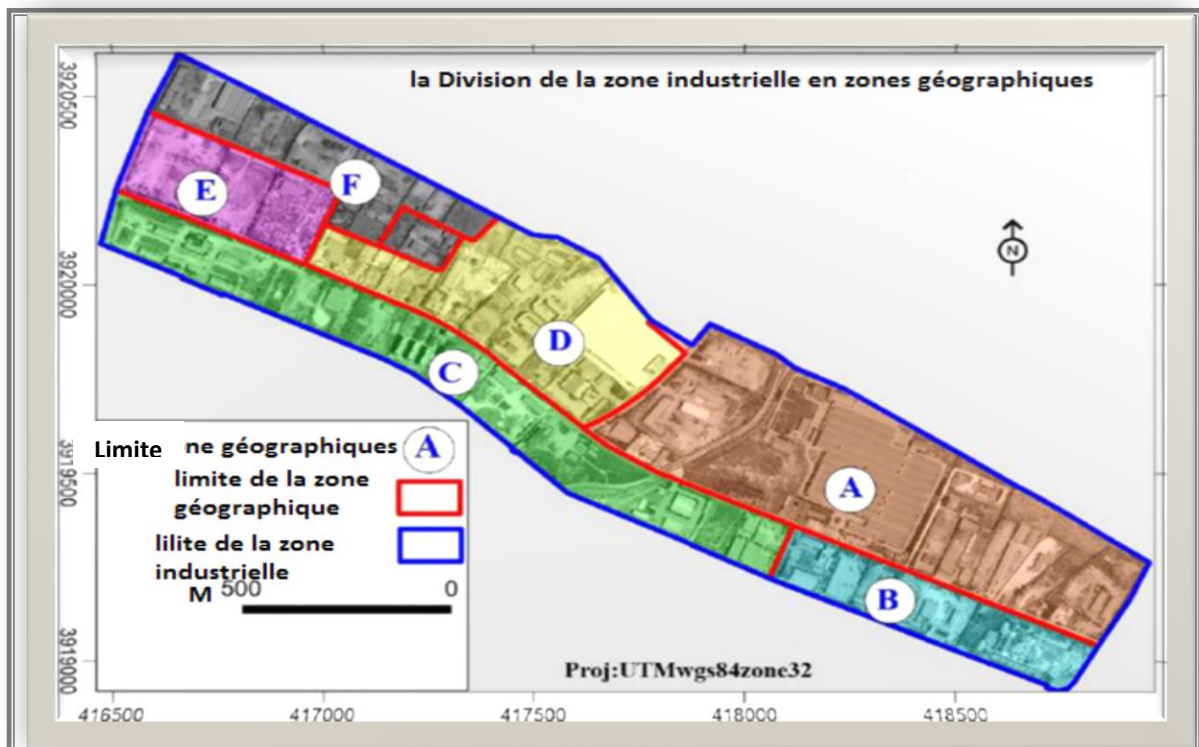 la Division de la zone industrielle en zones géographiques
3920500
3920000
3919500
3919000
E
F
N
D
C
A
B
Limite ne géographiques A
limite de la zone
géographique
lilite de la zone
industrielle
M 500 0
Proj:UTMwgs84zone32
416500 417000 417500 418000 418500